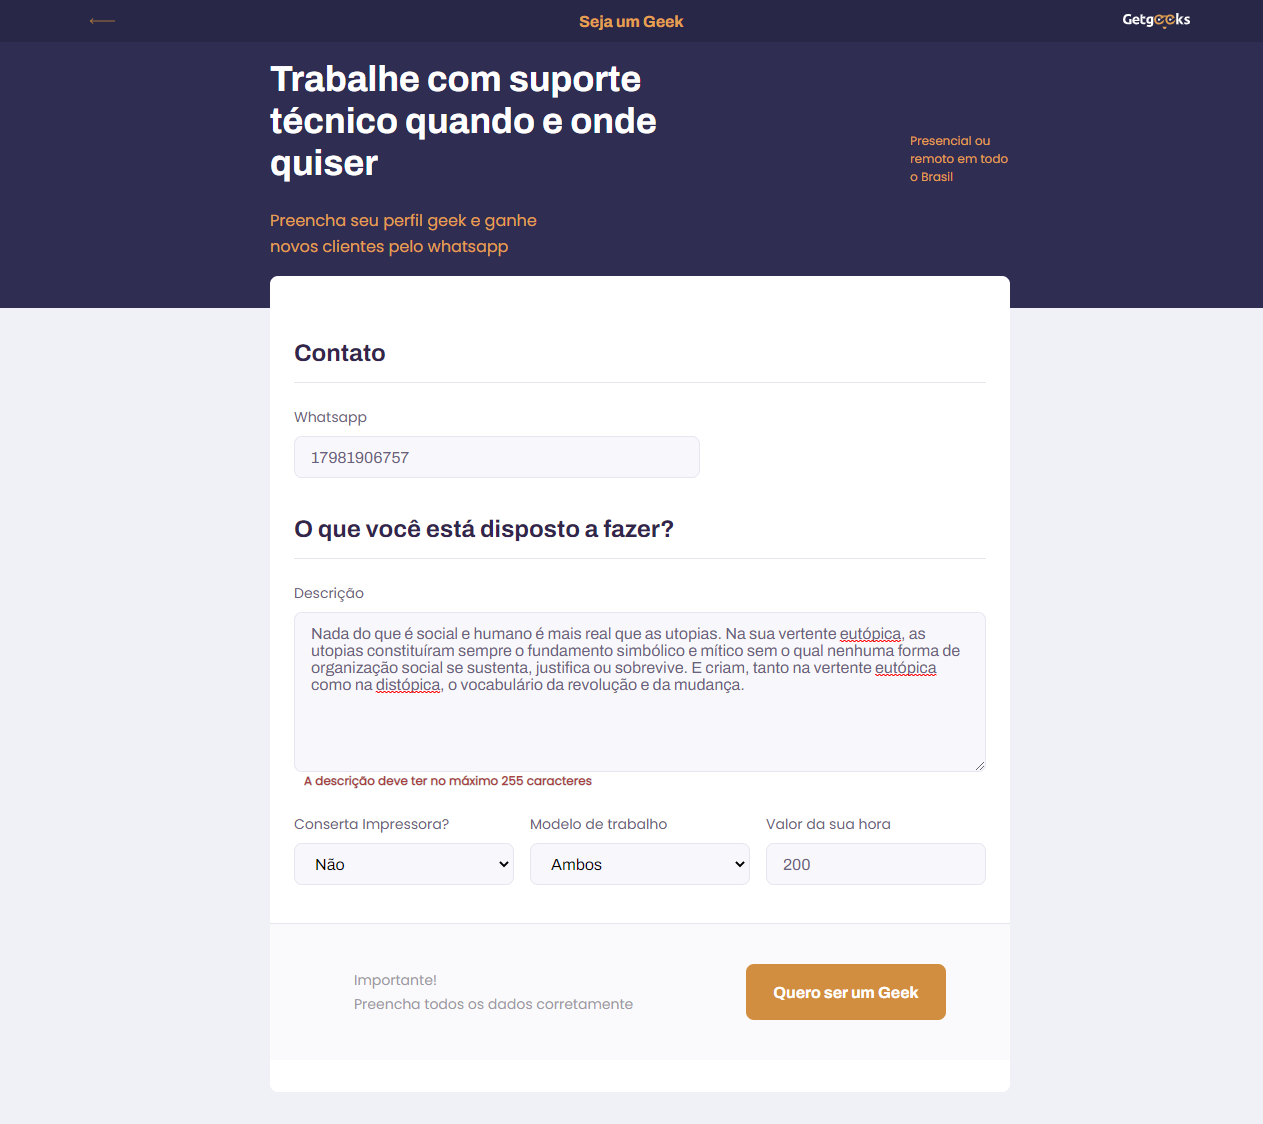 Seja um Geek
Getgeeks
Trabalhe com suporte
técnico quando e onde
quiser
Presencial ou
remoto em todo
o Brasil
Preencha seu perfil geek e ganhe
novos clientes pelo whatsapp
Contato
Whatsapp
17981906757
O que você está disposto a fazer?
Descrição
Nada do que é social e humano é mais real que as utopias. Na sua vertente eutópica, as
utopias constituíram sempre o fundamento simbólico e mítico sem o qual nenhuma forma de
organização social se sustenta, justifica ou sobrevive. E criam, tanto na vertente eutópica
como na distópica, o vocabulário da revolução e da mudança.
A descrição deve ter no máximo 255 caracteres
Conserta Impressora? Modelo de trabalho Valor da sua hora
Não Ambos 200
Importante!
Preencha todos os dados corretamente
Quero ser um Geek